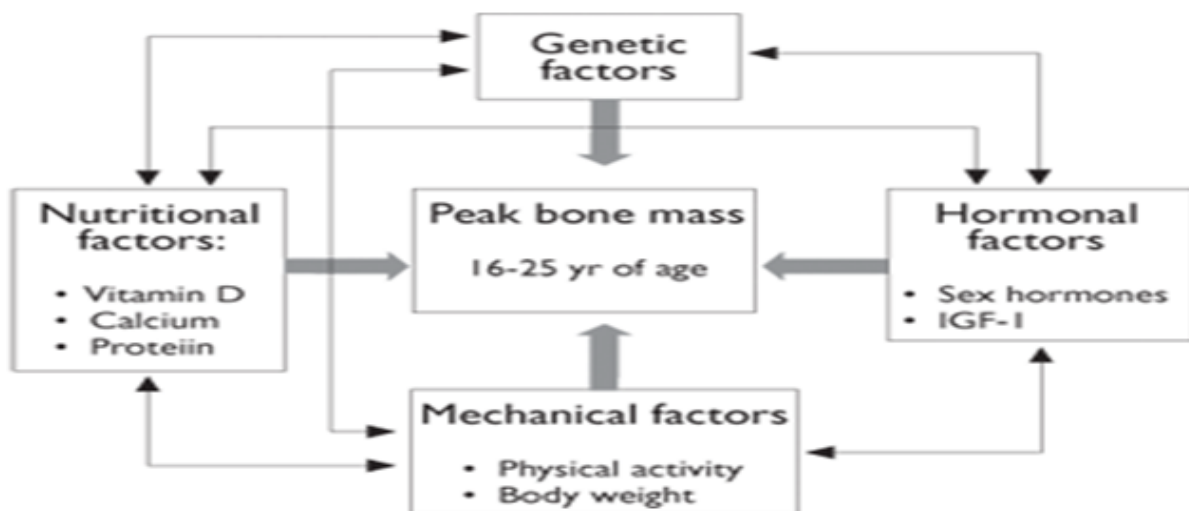 Genetic
factors
Nutritional
factors:
• Vitamin D
• Calcium
• Proteiin
Peak bone mass
16-25 yr of age
Hormonal
factors
• Sex hormones
• IGF-I
Mechanical factors
• Physical activity
• Body weight